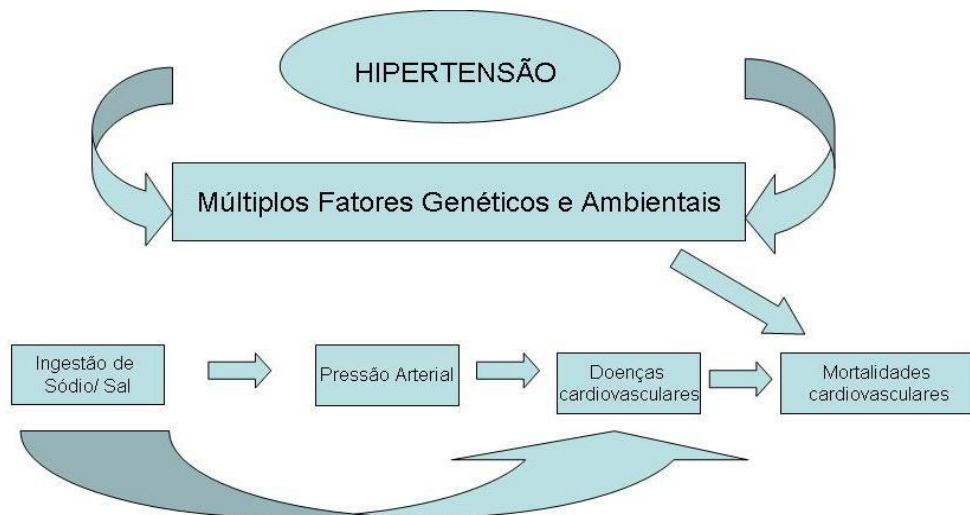 HIPERTENSÃO
Múltiplos Fatores Genéticos e Ambientais
Ingestão de
Sódio/ Sal
Pressão Arterial
Doenças
cardiovasculares
Mortalidades
cardiovasculares